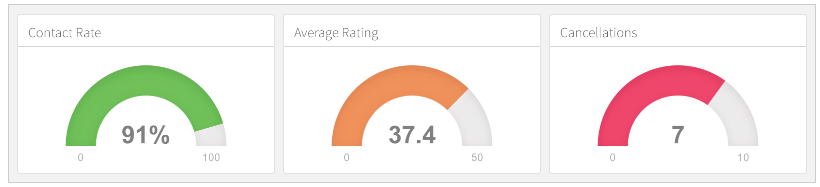 Contact Rate
91%
0 100
Average Rating
37.4
0 50
Cancellations
7
0 10